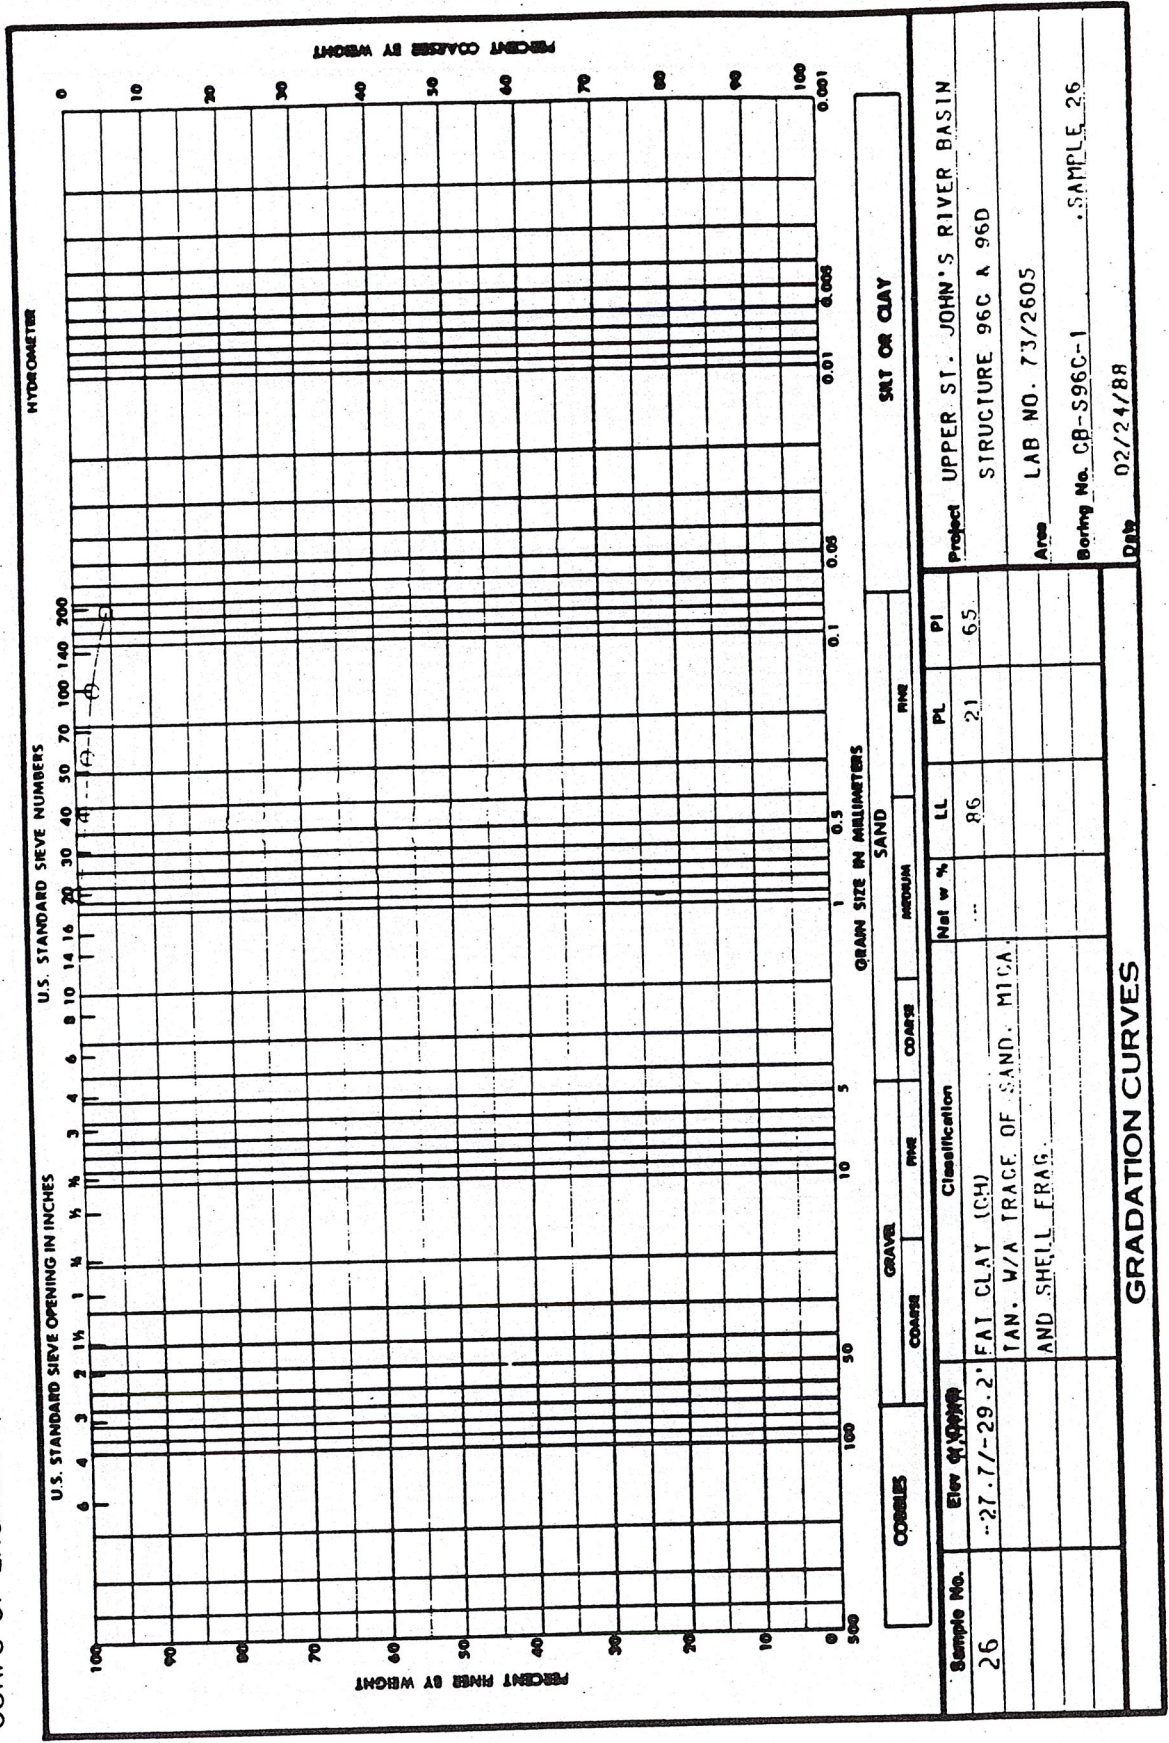 U.S. STANDARD SIEVE OPENING IN INCHES
U.S. STANDARD SIEVE NUMBERS
HYDROMETER
6 4 3 2 1½ 1 ¾ ½ ⅜ 3 4 6 8 10 14 16 20 30 40 50 70 100 140 200
PERCENT FINER BY WEIGHT
100
90
80
70
60
50
40
30
20
10
0
PERCENT COARSER BY WEIGHT
0
10
20
30
40
50
60
70
80
90
100
500 100 50 10 5 1 0.5 0.1 0.05 0.01 0.005 0.001
GRAIN SIZE IN MILLIMETERS
COBBLES
GRAVEL
COARSE
FINE
SAND
COARSE
MEDIUM
FINE
SILT OR CLAY
Sample No. Elev Classification Nat w % LL PL PI
26 -27.7/-29.2' FAT CLAY (CH) --- 86 21 65
TAN. W/A TRACE OF SAND. MICA.
AND SHELL FRAG.
Project UPPER ST. JOHN'S RIVER BASIN
STRUCTURE 96C & 96D
Area LAB NO. 73/2605
Boring No. CB-S96C-1 .SAMPLE 26
Date 02/24/88
GRADATION CURVES